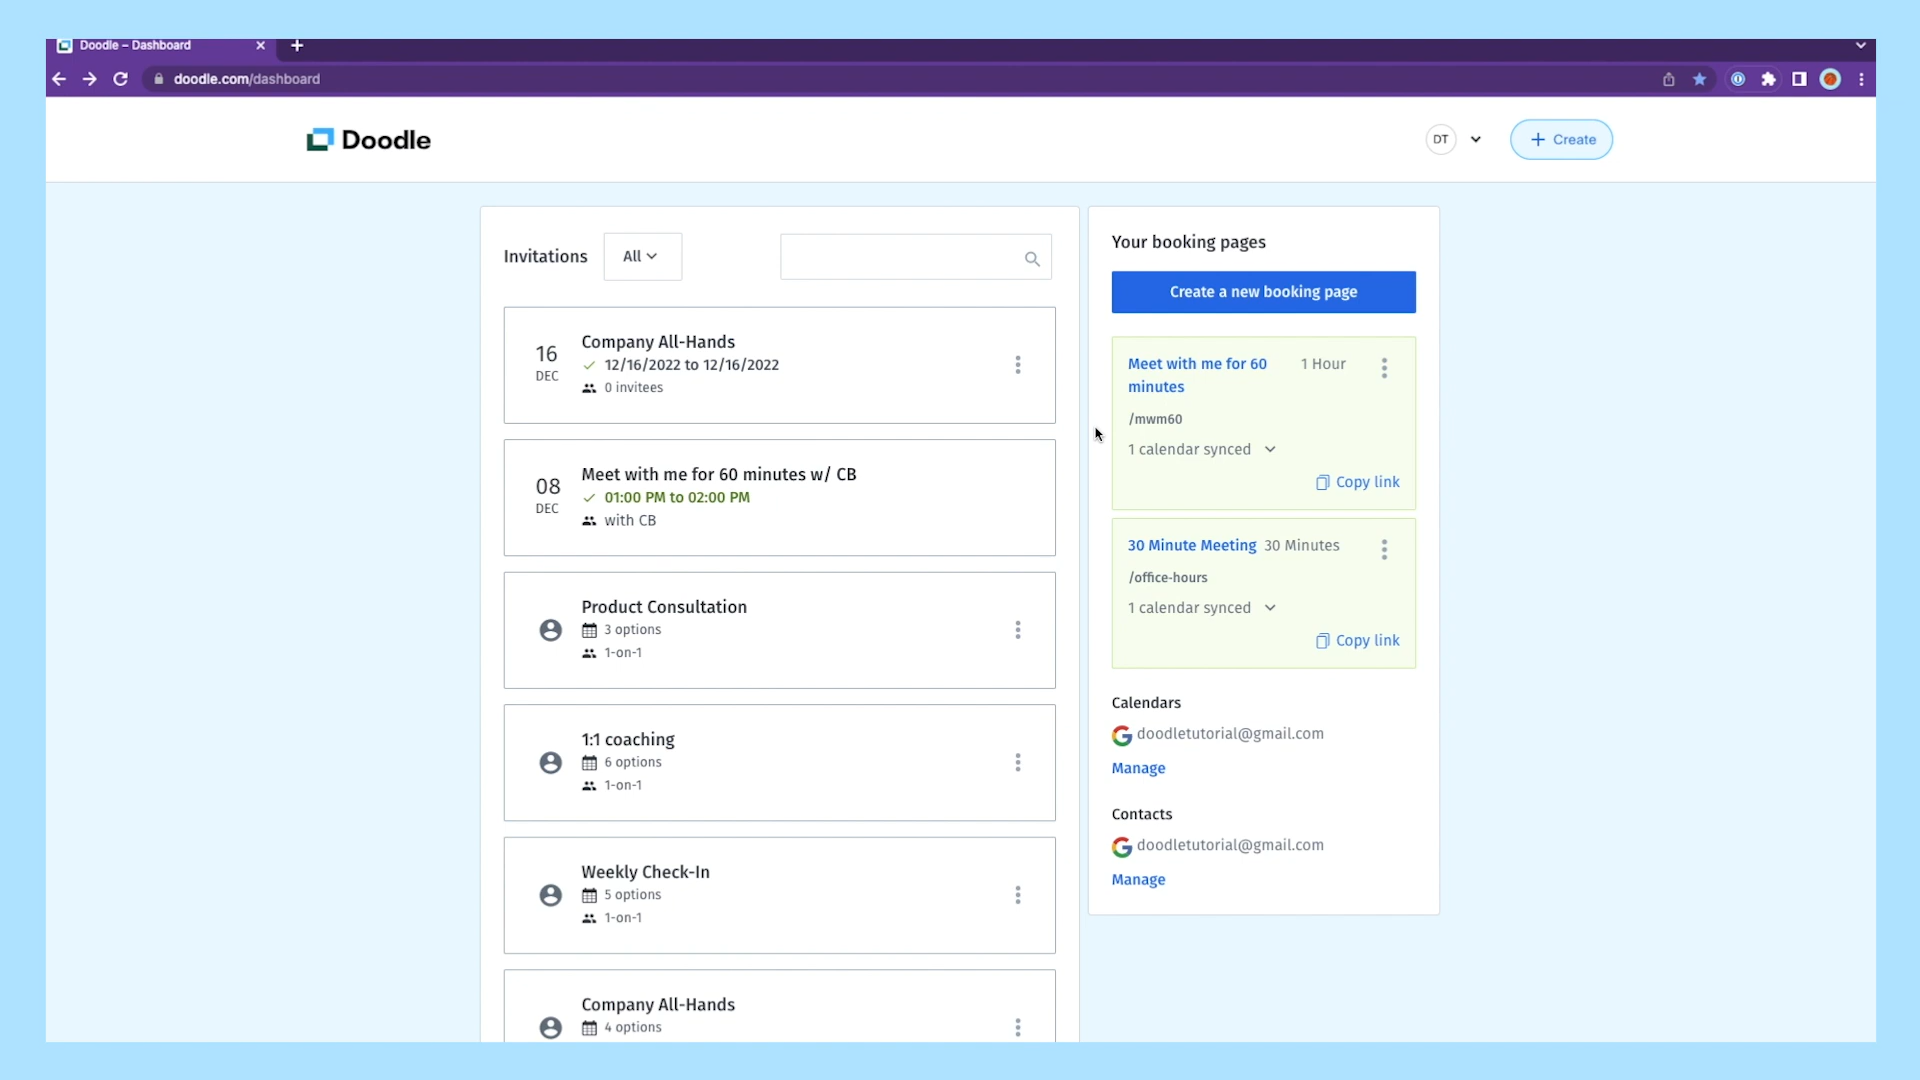 Doodle – Dashboard
doodle.com/dashboard
Doodle
DT
+ Create
Invitations
All
Company All-Hands
16
DEC
12/16/2022 to 12/16/2022
0 invitees
Meet with me for 60 minutes w/ CB
08
DEC
01:00 PM to 02:00 PM
with CB
Product Consultation
3 options
1-on-1
1:1 coaching
6 options
1-on-1
Weekly Check-In
5 options
1-on-1
Company All-Hands
4 options
Your booking pages
Create a new booking page
Meet with me for 60 1 Hour
minutes
/mwm60
1 calendar synced
Copy link
30 Minute Meeting 30 Minutes
/office-hours
1 calendar synced
Copy link
Calendars
doodletutorial@gmail.com
Manage
Contacts
doodletutorial@gmail.com
Manage